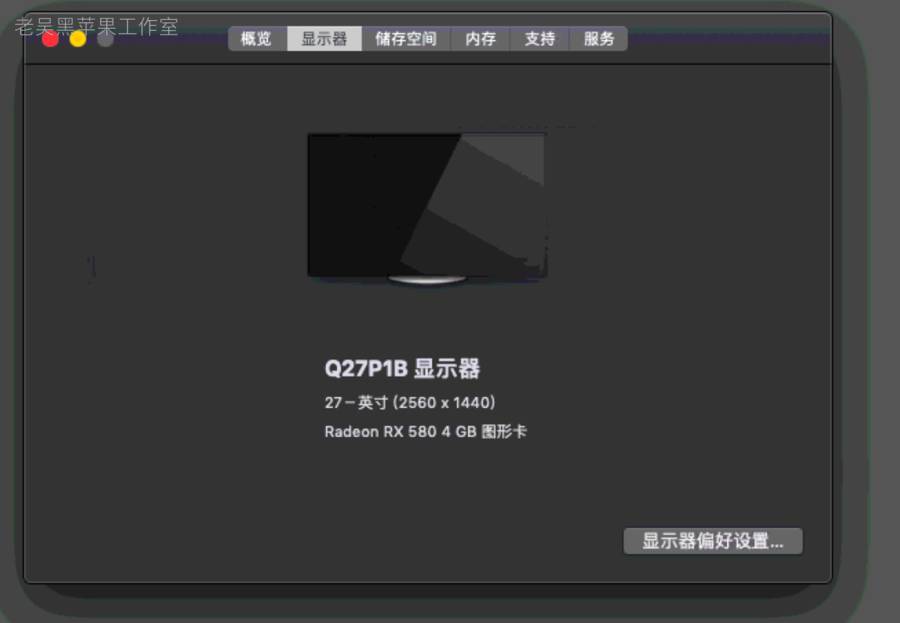 老吴黑苹果工作室
概览 显示器 储存空间 内存 支持 服务
Q27P1B 显示器
27－英寸 (2560 x 1440)
Radeon RX 580 4 GB 图形卡
显示器偏好设置...